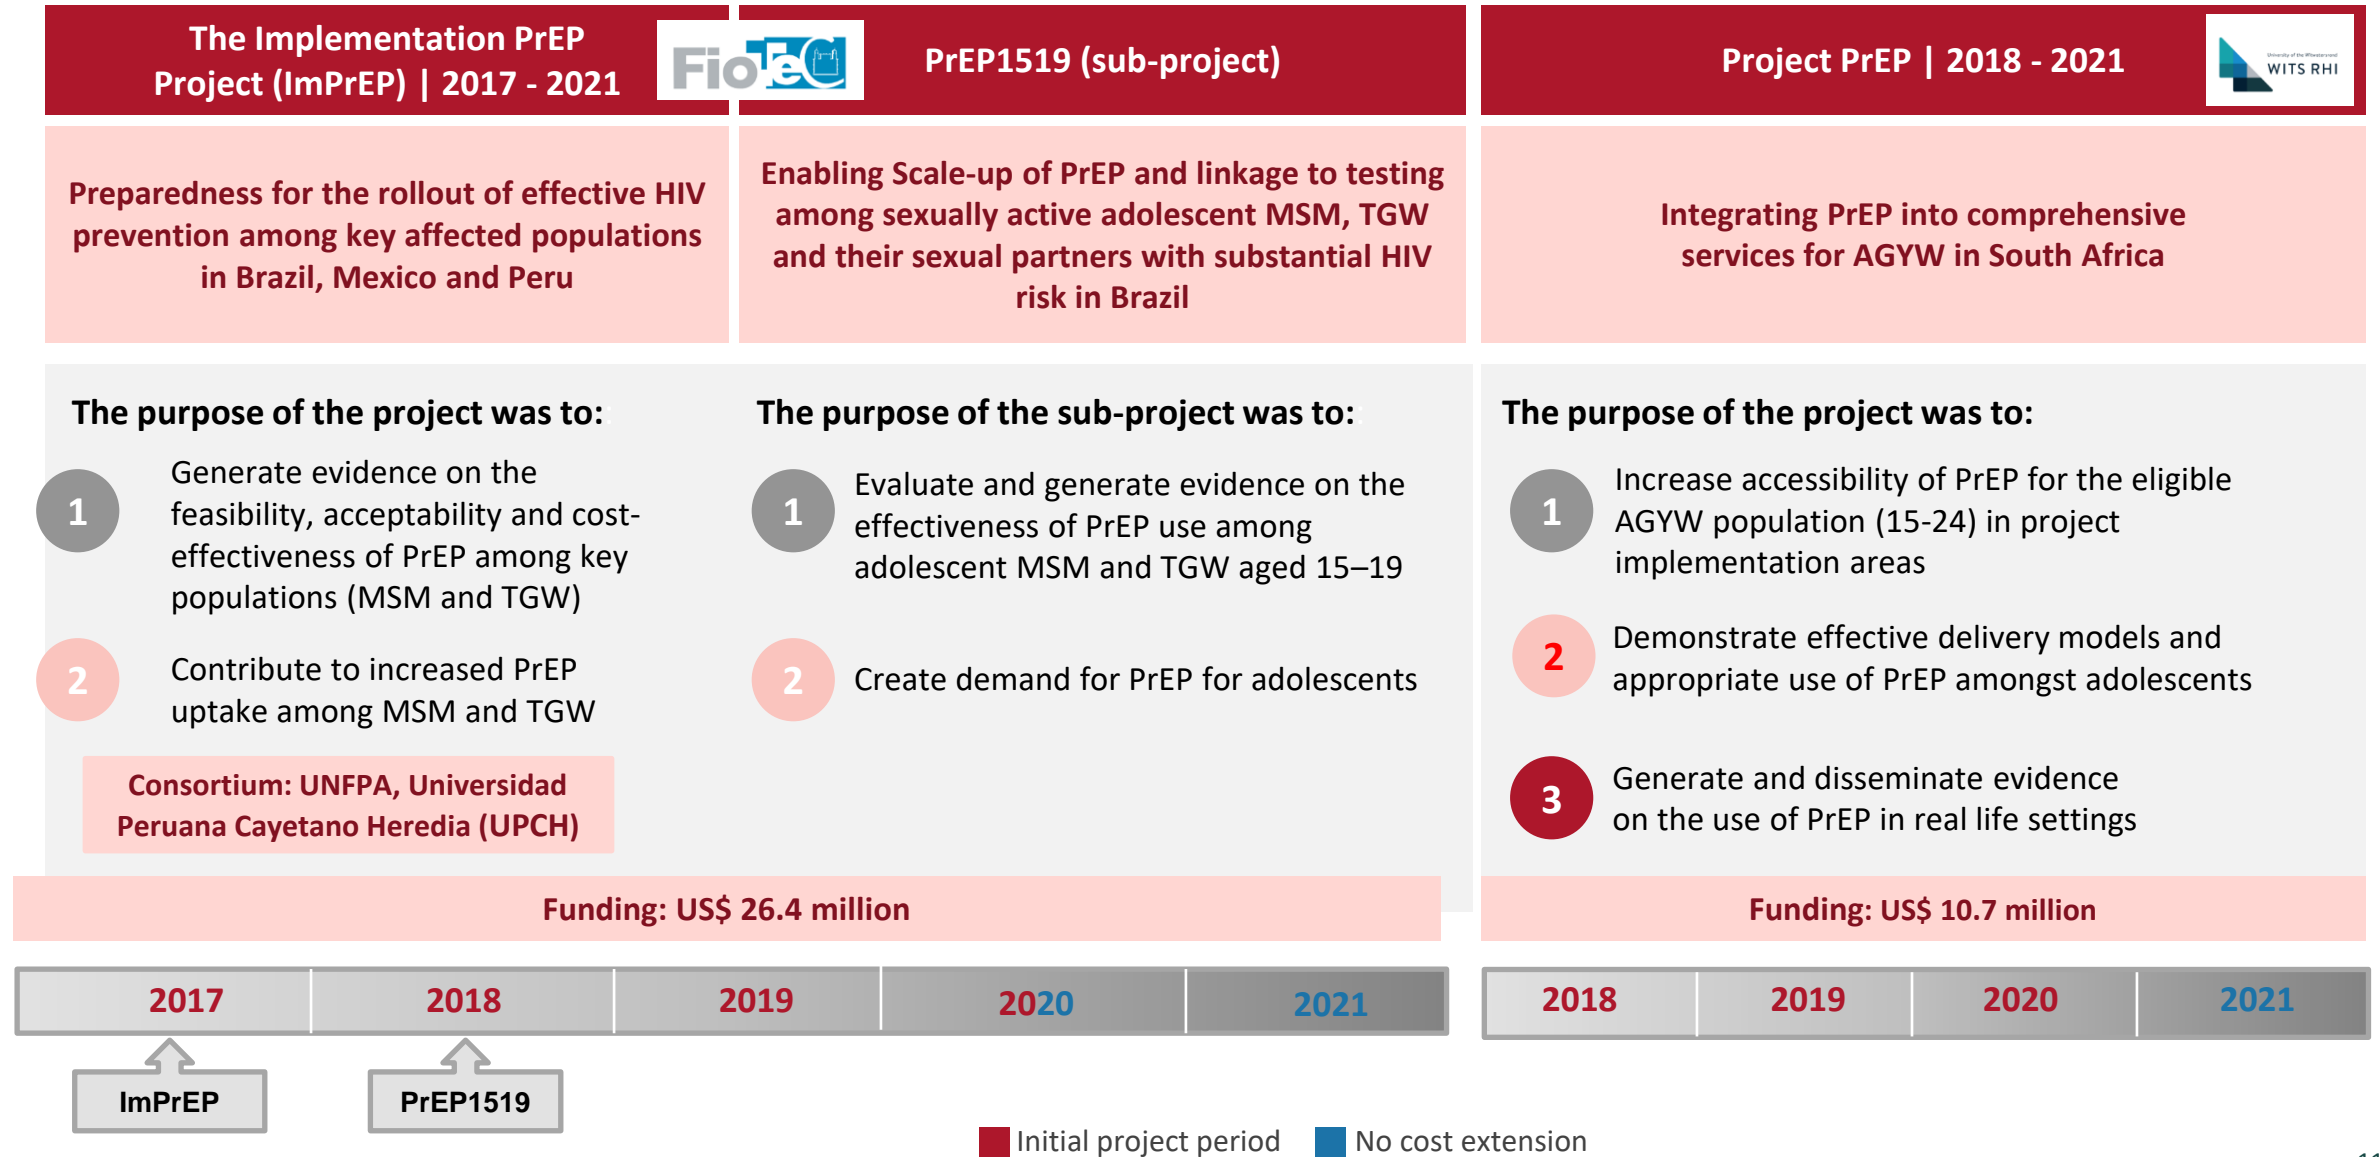 The Implementation PrEP
Project (ImPrEP) | 2017 - 2021
FioTeC
PrEP1519 (sub-project)
Project PrEP | 2018 - 2021
University of the Witwatersrand
WITS RHI
Preparedness for the rollout of effective HIV
prevention among key affected populations
in Brazil, Mexico and Peru
Enabling Scale-up of PrEP and linkage to testing
among sexually active adolescent MSM, TGW
and their sexual partners with substantial HIV
risk in Brazil
Integrating PrEP into comprehensive
services for AGYW in South Africa
The purpose of the project was to:
1
Generate evidence on the
feasibility, acceptability and cost-
effectiveness of PrEP among key
populations (MSM and TGW)
2
Contribute to increased PrEP
uptake among MSM and TGW
Consortium: UNFPA, Universidad
Peruana Cayetano Heredia (UPCH)
The purpose of the sub-project was to:
1
Evaluate and generate evidence on the
effectiveness of PrEP use among
adolescent MSM and TGW aged 15–19
2
Create demand for PrEP for adolescents
The purpose of the project was to:
1
Increase accessibility of PrEP for the eligible
AGYW population (15-24) in project
implementation areas
2
Demonstrate effective delivery models and
appropriate use of PrEP amongst adolescents
3
Generate and disseminate evidence
on the use of PrEP in real life settings
Funding: US$ 26.4 million
Funding: US$ 10.7 million
2017 2018 2019 2020 2021
2018 2019 2020 2021
ImPrEP
PrEP1519
Initial project period
No cost extension